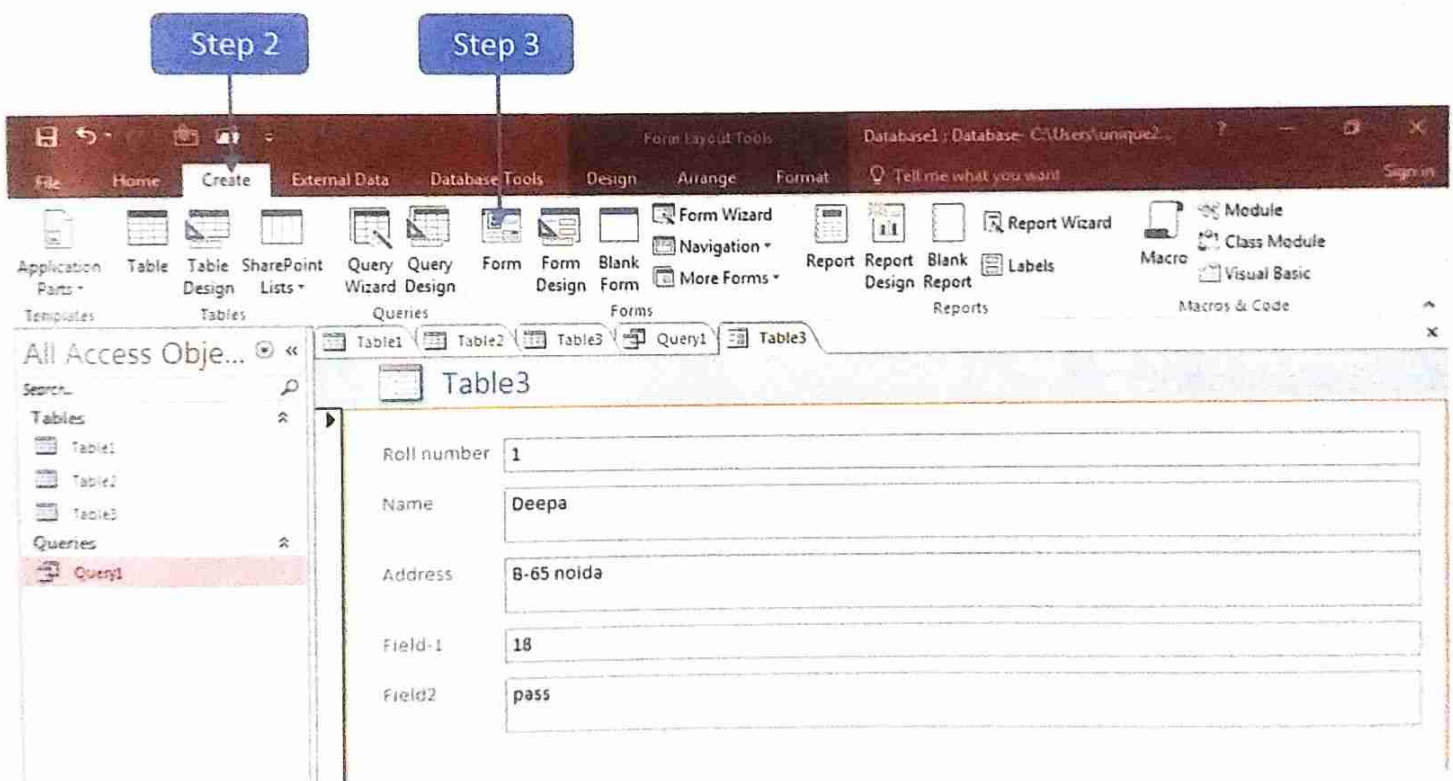 Step 2 Step 3
Form Layout Tools Database1 : Database- C:\Users\unique2... ? 
File Home Create External Data Database Tools Design Arrange Format Tell me what you want Sign in
Application Parts Table Table Design SharePoint Lists Query Wizard Query Design Form Form Design Blank Form Form Wizard Navigation More Forms Report Report Design Blank Report Report Wizard Labels Macro Module Class Module Visual Basic
Templates Tables Queries Forms Reports Macros & Code
All Access Obje... «
Search...
Tables
Table1
Table2
Table3
Queries
Query1
Table1 Table2 Table3 Query1 Table3
Table3
Roll number 1
Name Deepa
Address B-65 noida
Field-1 18
Field2 pass